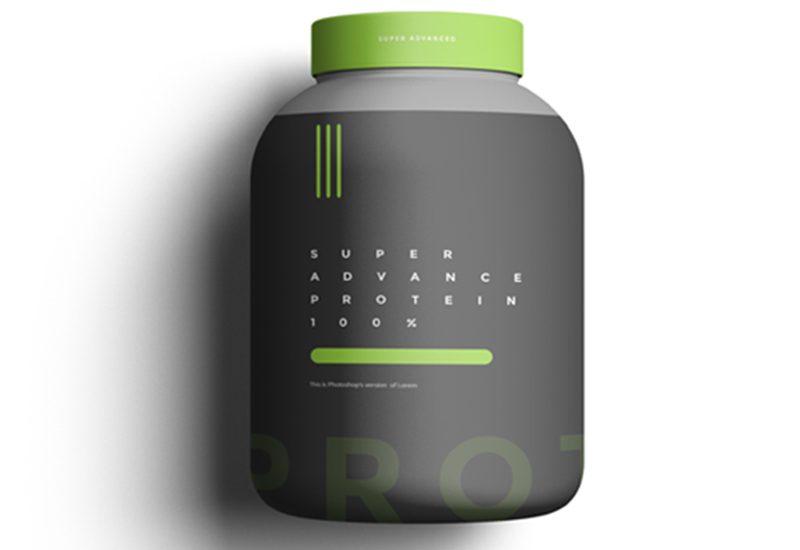 SUPER ADVANCED
SUPER
ADVANCE
PROTEIN
100%
This is Photoshop's version of Lorem
PROT